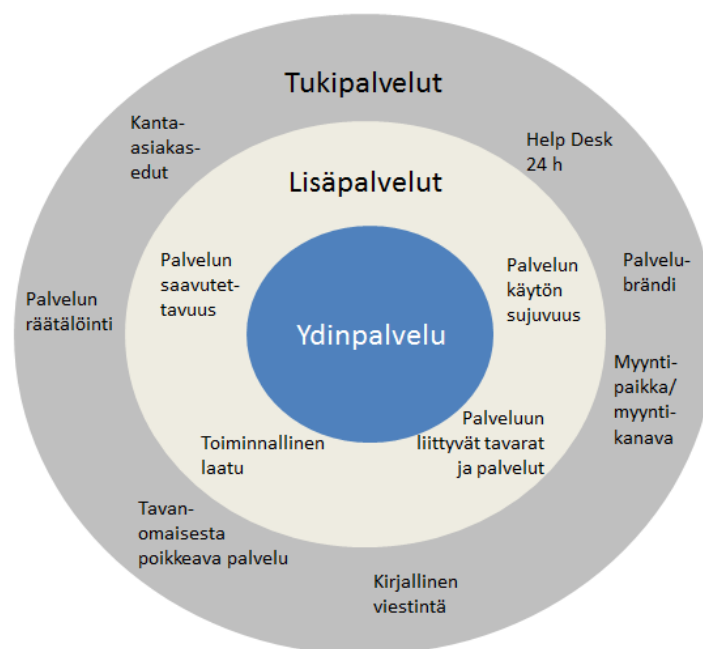 Tukipalvelut
Kanta-
asiakas-
edut
Help Desk
24 h
Lisäpalvelut
Palvelun
saavutet-
tavuus
Palvelun
käytön
sujuvuus
Palvelu-
brändi
Palvelun
räätälöinti
Ydinpalvelu
Myynti-
paikka/
myynti-
kanava
Toiminnallinen
laatu
Palveluun
liittyvät tavarat
ja palvelut
Tavan-
omaisesta
poikkeava palvelu
Kirjallinen
viestintä